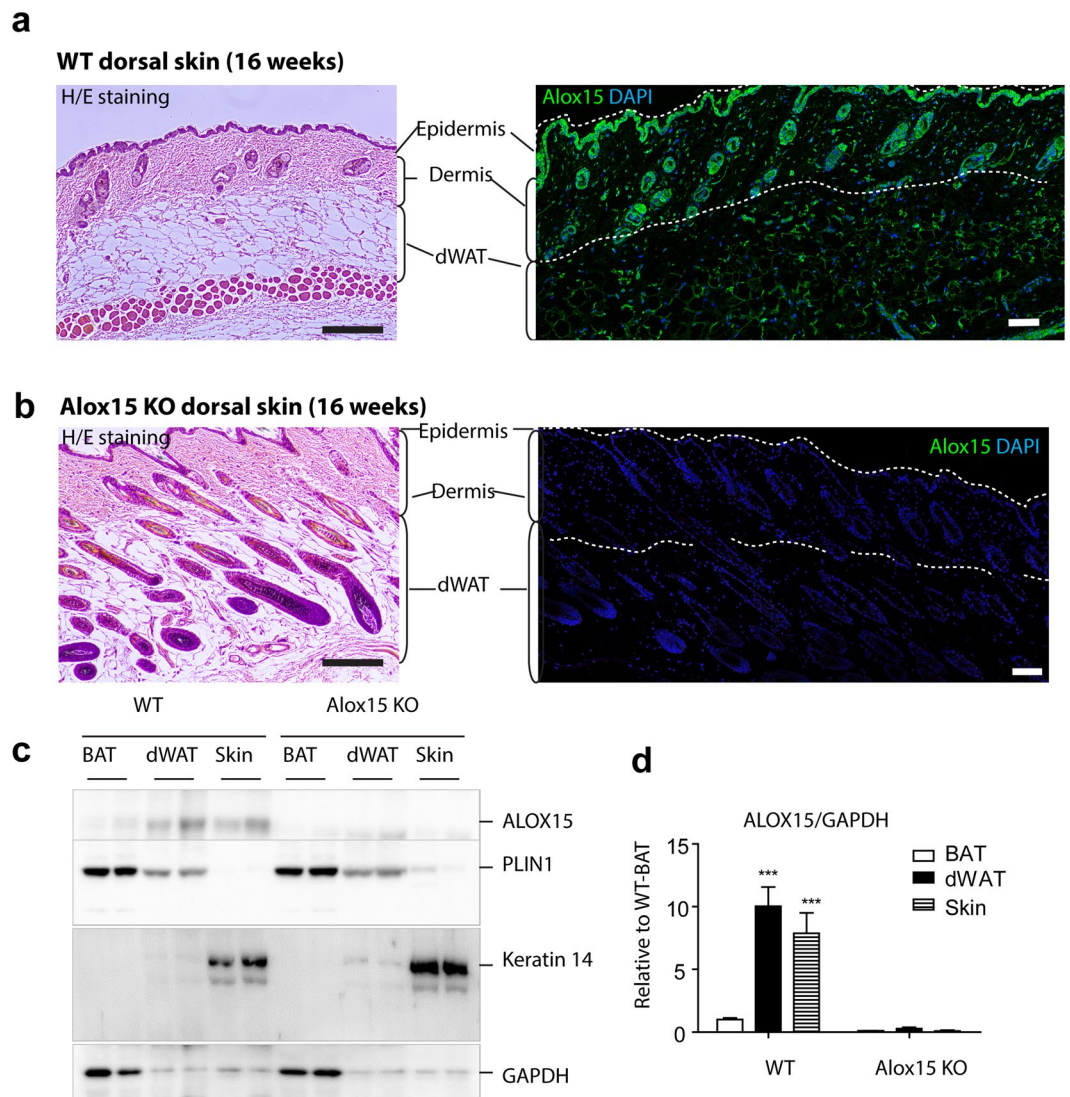 a
WT dorsal skin (16 weeks)
H/E staining
Alox15 DAPI
Epidermis
Dermis
dWAT
b
Alox15 KO dorsal skin (16 weeks)
H/E staining
Epidermis
Alox15 DAPI
Dermis
dWAT
WT Alox15 KO
c
BAT dWAT Skin BAT dWAT Skin
ALOX15
PLIN1
Keratin 14
GAPDH
d
ALOX15/GAPDH
Relative to WT-BAT
15
10
5
0
*** ***
BAT
dWAT
Skin
WT Alox15 KO